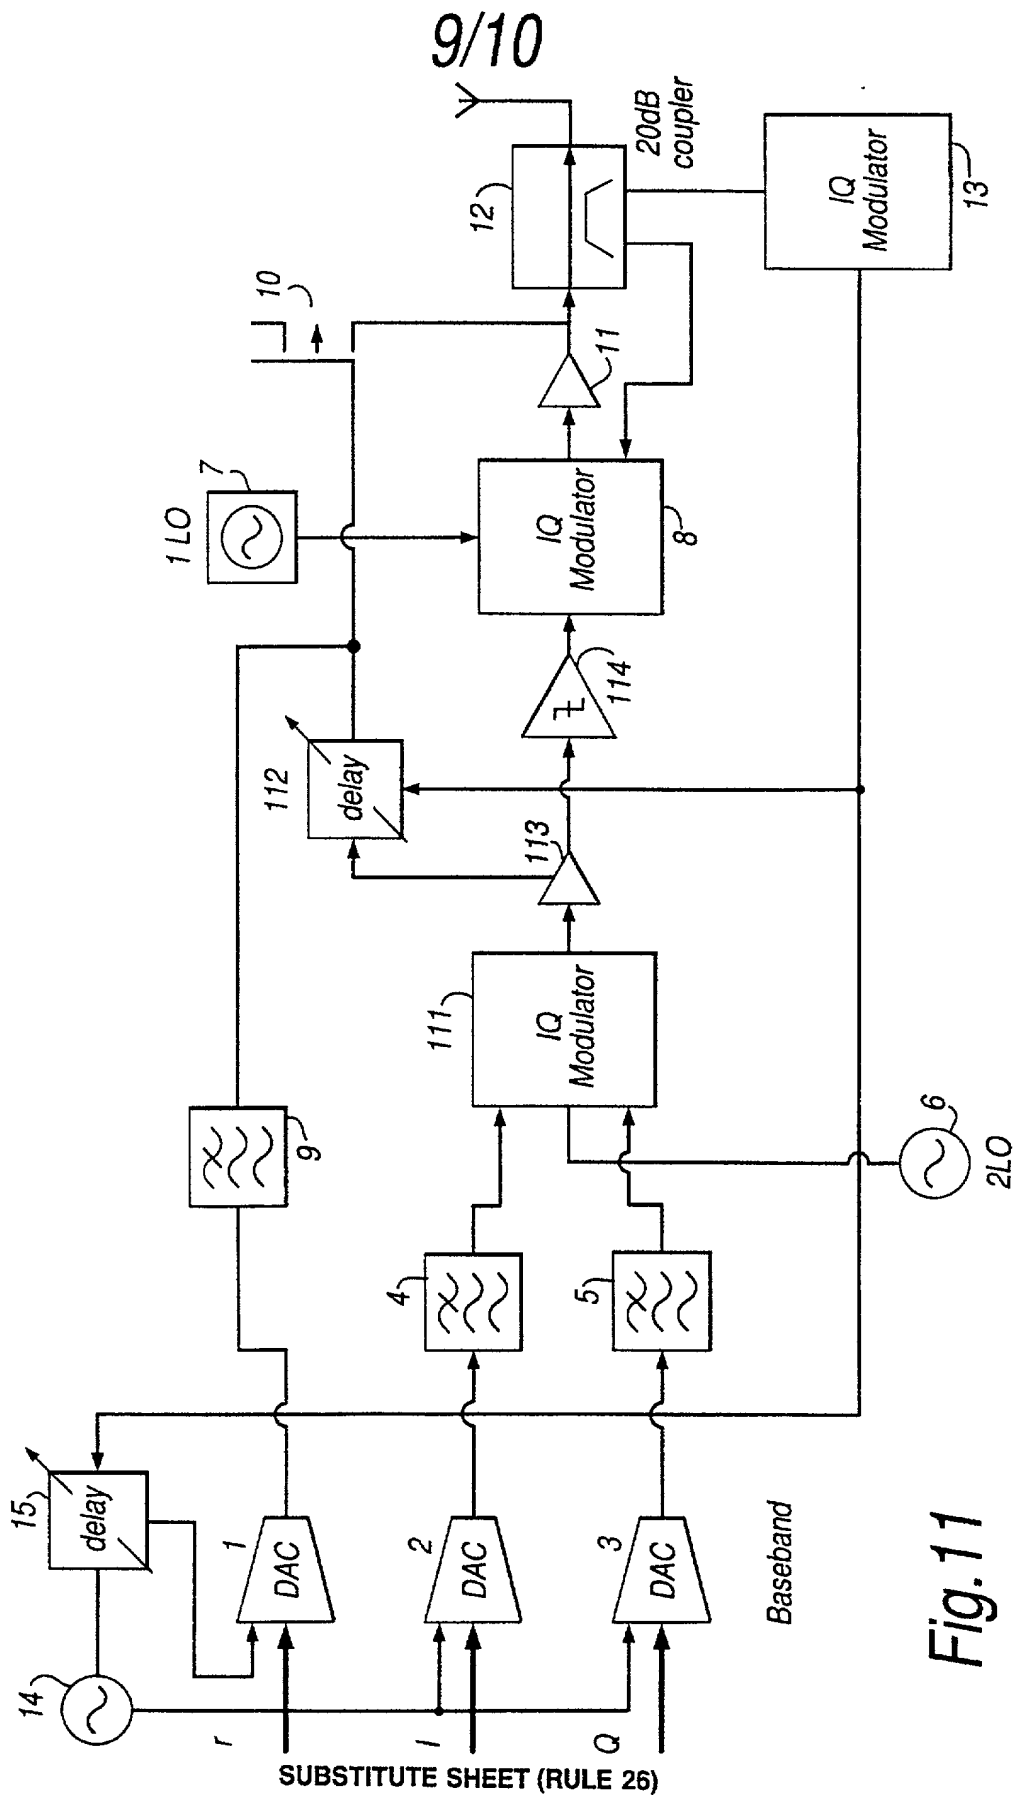 9/10
14
15
delay
r
1
DAC
I
2
DAC
Q
3
DAC
Baseband
9
4
5
111
IQ
Modulator
6
2LO
112
delay
113
114
1 LO
7
IQ
Modulator
8
10
11
12
20dB
coupler
IQ
Modulator
13
Fig. 11
SUBSTITUTE SHEET (RULE 26)